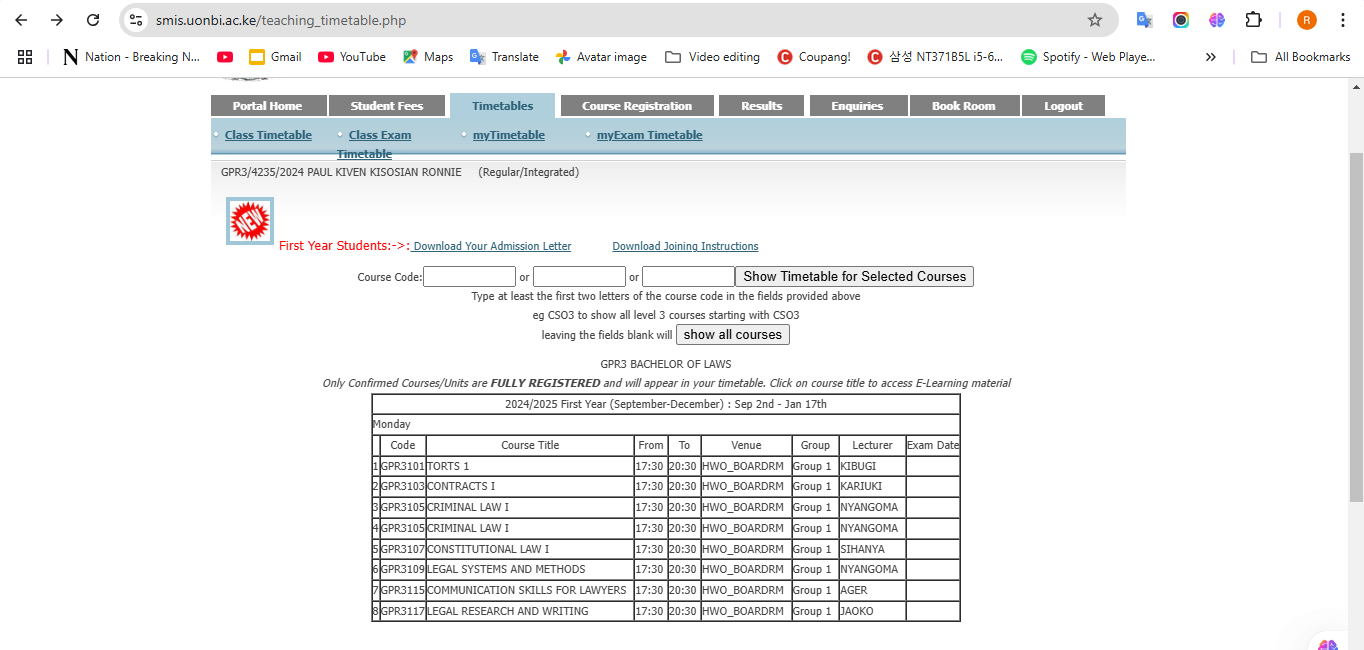 smis.uonbi.ac.ke/teaching_timetable.php
R
Nation - Breaking N... Gmail YouTube Maps Translate Avatar image Video editing Coupang! 삼성 NT371B5L i5-6... Spotify - Web Playe... All Bookmarks
Portal Home Student Fees Timetables Course Registration Results Enquiries Book Room Logout
Class Timetable Class Exam Timetable myTimetable myExam Timetable
GPR3/4235/2024 PAUL KIVEN KISOSIAN RONNIE (Regular/Integrated)
NEW
First Year Students:->: Download Your Admission Letter Download Joining Instructions
Course Code: or or Show Timetable for Selected Courses
Type at least the first two letters of the course code in the fields provided above
eg CSO3 to show all level 3 courses starting with CSO3
leaving the fields blank will show all courses
GPR3 BACHELOR OF LAWS
Only Confirmed Courses/Units are FULLY REGISTERED and will appear in your timetable. Click on course title to access E-Learning material
2024/2025 First Year (September-December) : Sep 2nd - Jan 17th
Monday
Code Course Title From To Venue Group Lecturer Exam Date
1 GPR3101 TORTS 1 17:30 20:30 HWO_BOARDRM Group 1 KIBUGI
2 GPR3103 CONTRACTS I 17:30 20:30 HWO_BOARDRM Group 1 KARIUKI
3 GPR3105 CRIMINAL LAW I 17:30 20:30 HWO_BOARDRM Group 1 NYANGOMA
4 GPR3105 CRIMINAL LAW I 17:30 20:30 HWO_BOARDRM Group 1 NYANGOMA
5 GPR3107 CONSTITUTIONAL LAW I 17:30 20:30 HWO_BOARDRM Group 1 SIHANYA
6 GPR3109 LEGAL SYSTEMS AND METHODS 17:30 20:30 HWO_BOARDRM Group 1 NYANGOMA
7 GPR3115 COMMUNICATION SKILLS FOR LAWYERS 17:30 20:30 HWO_BOARDRM Group 1 AGER
8 GPR3117 LEGAL RESEARCH AND WRITING 17:30 20:30 HWO_BOARDRM Group 1 JAOKO